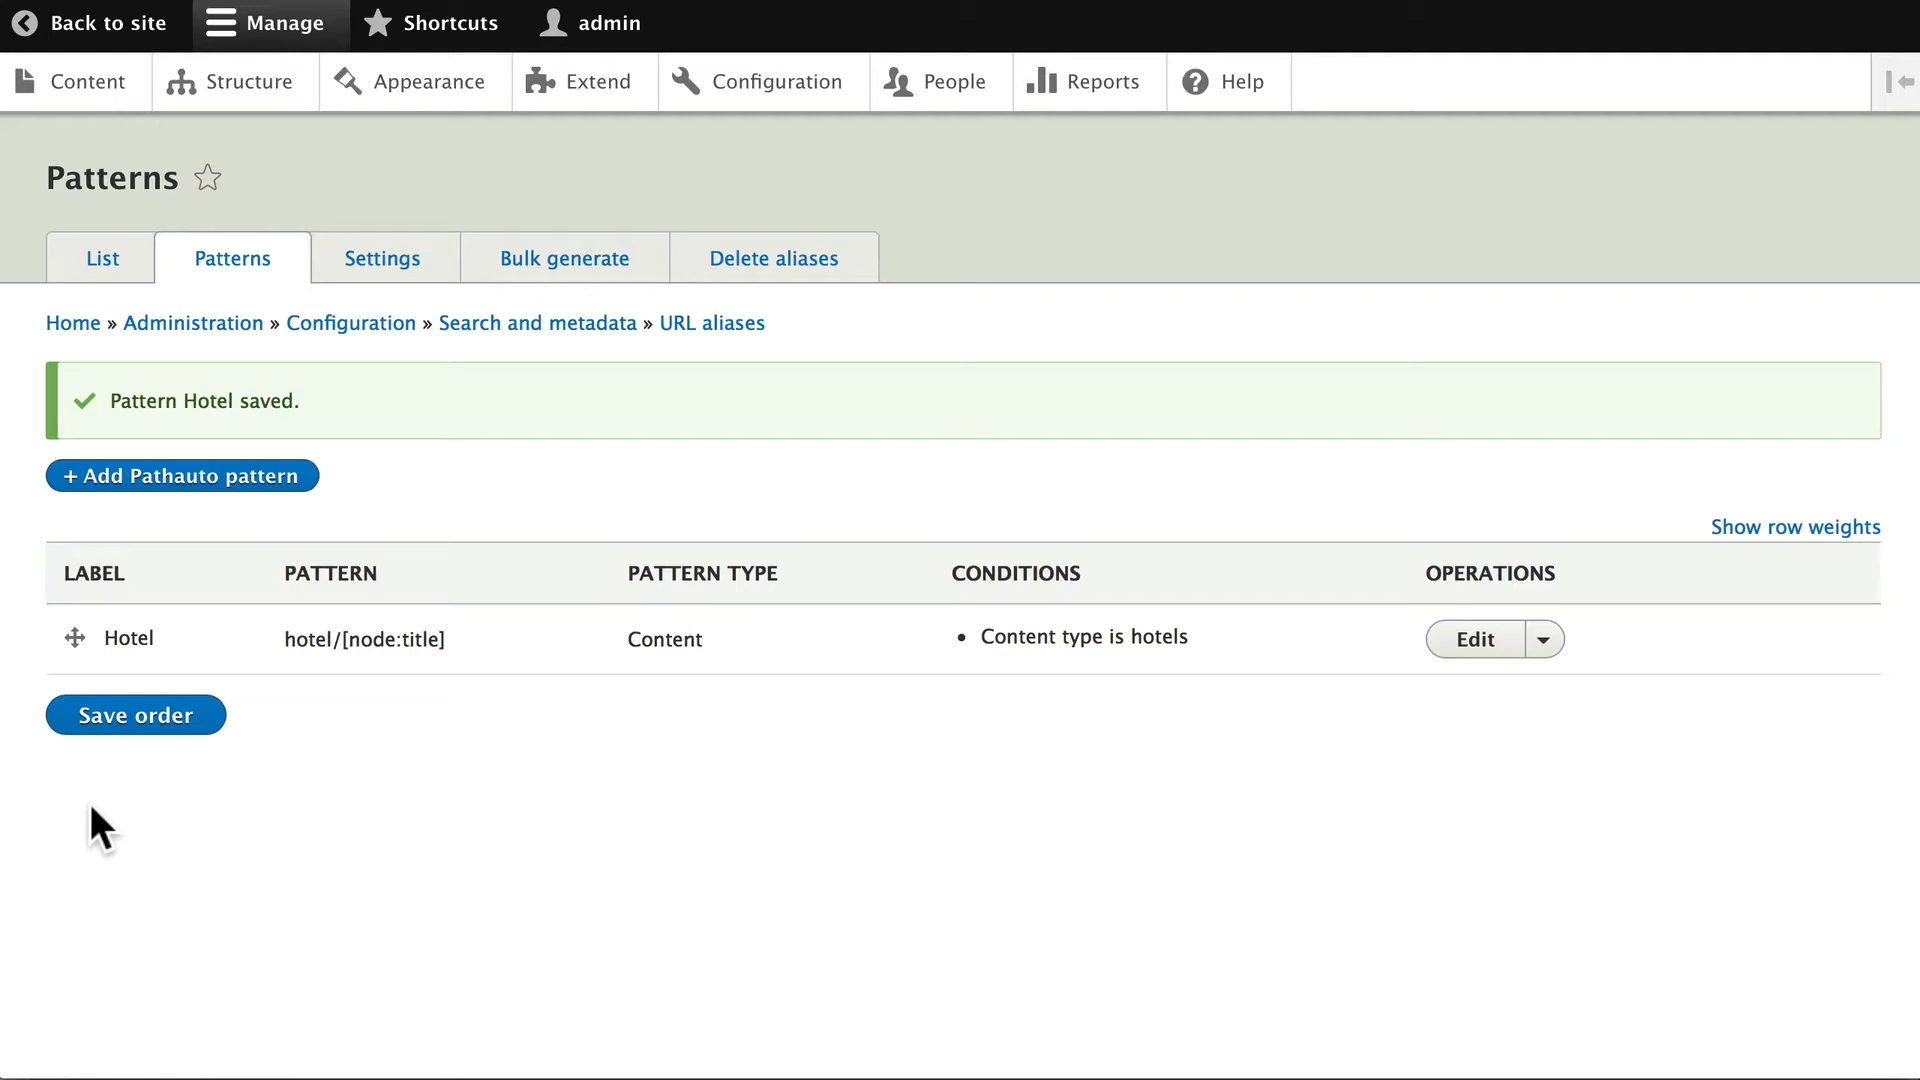 Back to site Manage Shortcuts admin
Content Structure Appearance Extend Configuration People Reports Help
Patterns
List Patterns Settings Bulk generate Delete aliases
Home » Administration » Configuration » Search and metadata » URL aliases
Pattern Hotel saved.
+ Add Pathauto pattern
Show row weights
LABEL PATTERN PATTERN TYPE CONDITIONS OPERATIONS
Hotel hotel/[node:title] Content • Content type is hotels Edit
Save order